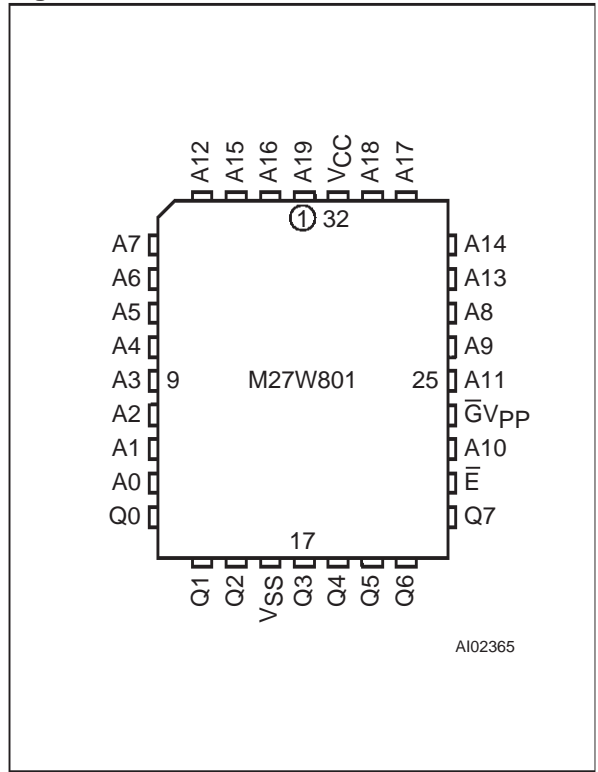 A12 A15 A16 A19 VCC A18 A17
1 32
A7 A14
A6 A13
A5 A8
A4 A9
A3 9 M27W801 25 A11
A2 G̅VPP
A1 A10
A0 E̅
Q0 Q7
17
Q1 Q2 VSS Q3 Q4 Q5 Q6
AI02365